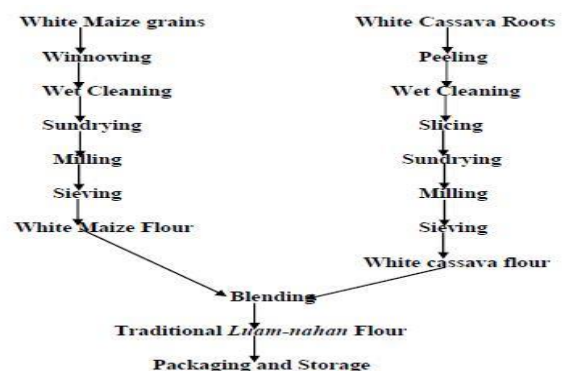 White Maize grains
Winnowing
Wet Cleaning
Sundrying
Milling
Sieving
White Maize Flour
White Cassava Roots
Peeling
Wet Cleaning
Slicing
Sundrying
Milling
Sieving
White cassava flour
Blending
Traditional Luam-nahan Flour
Packaging and Storage